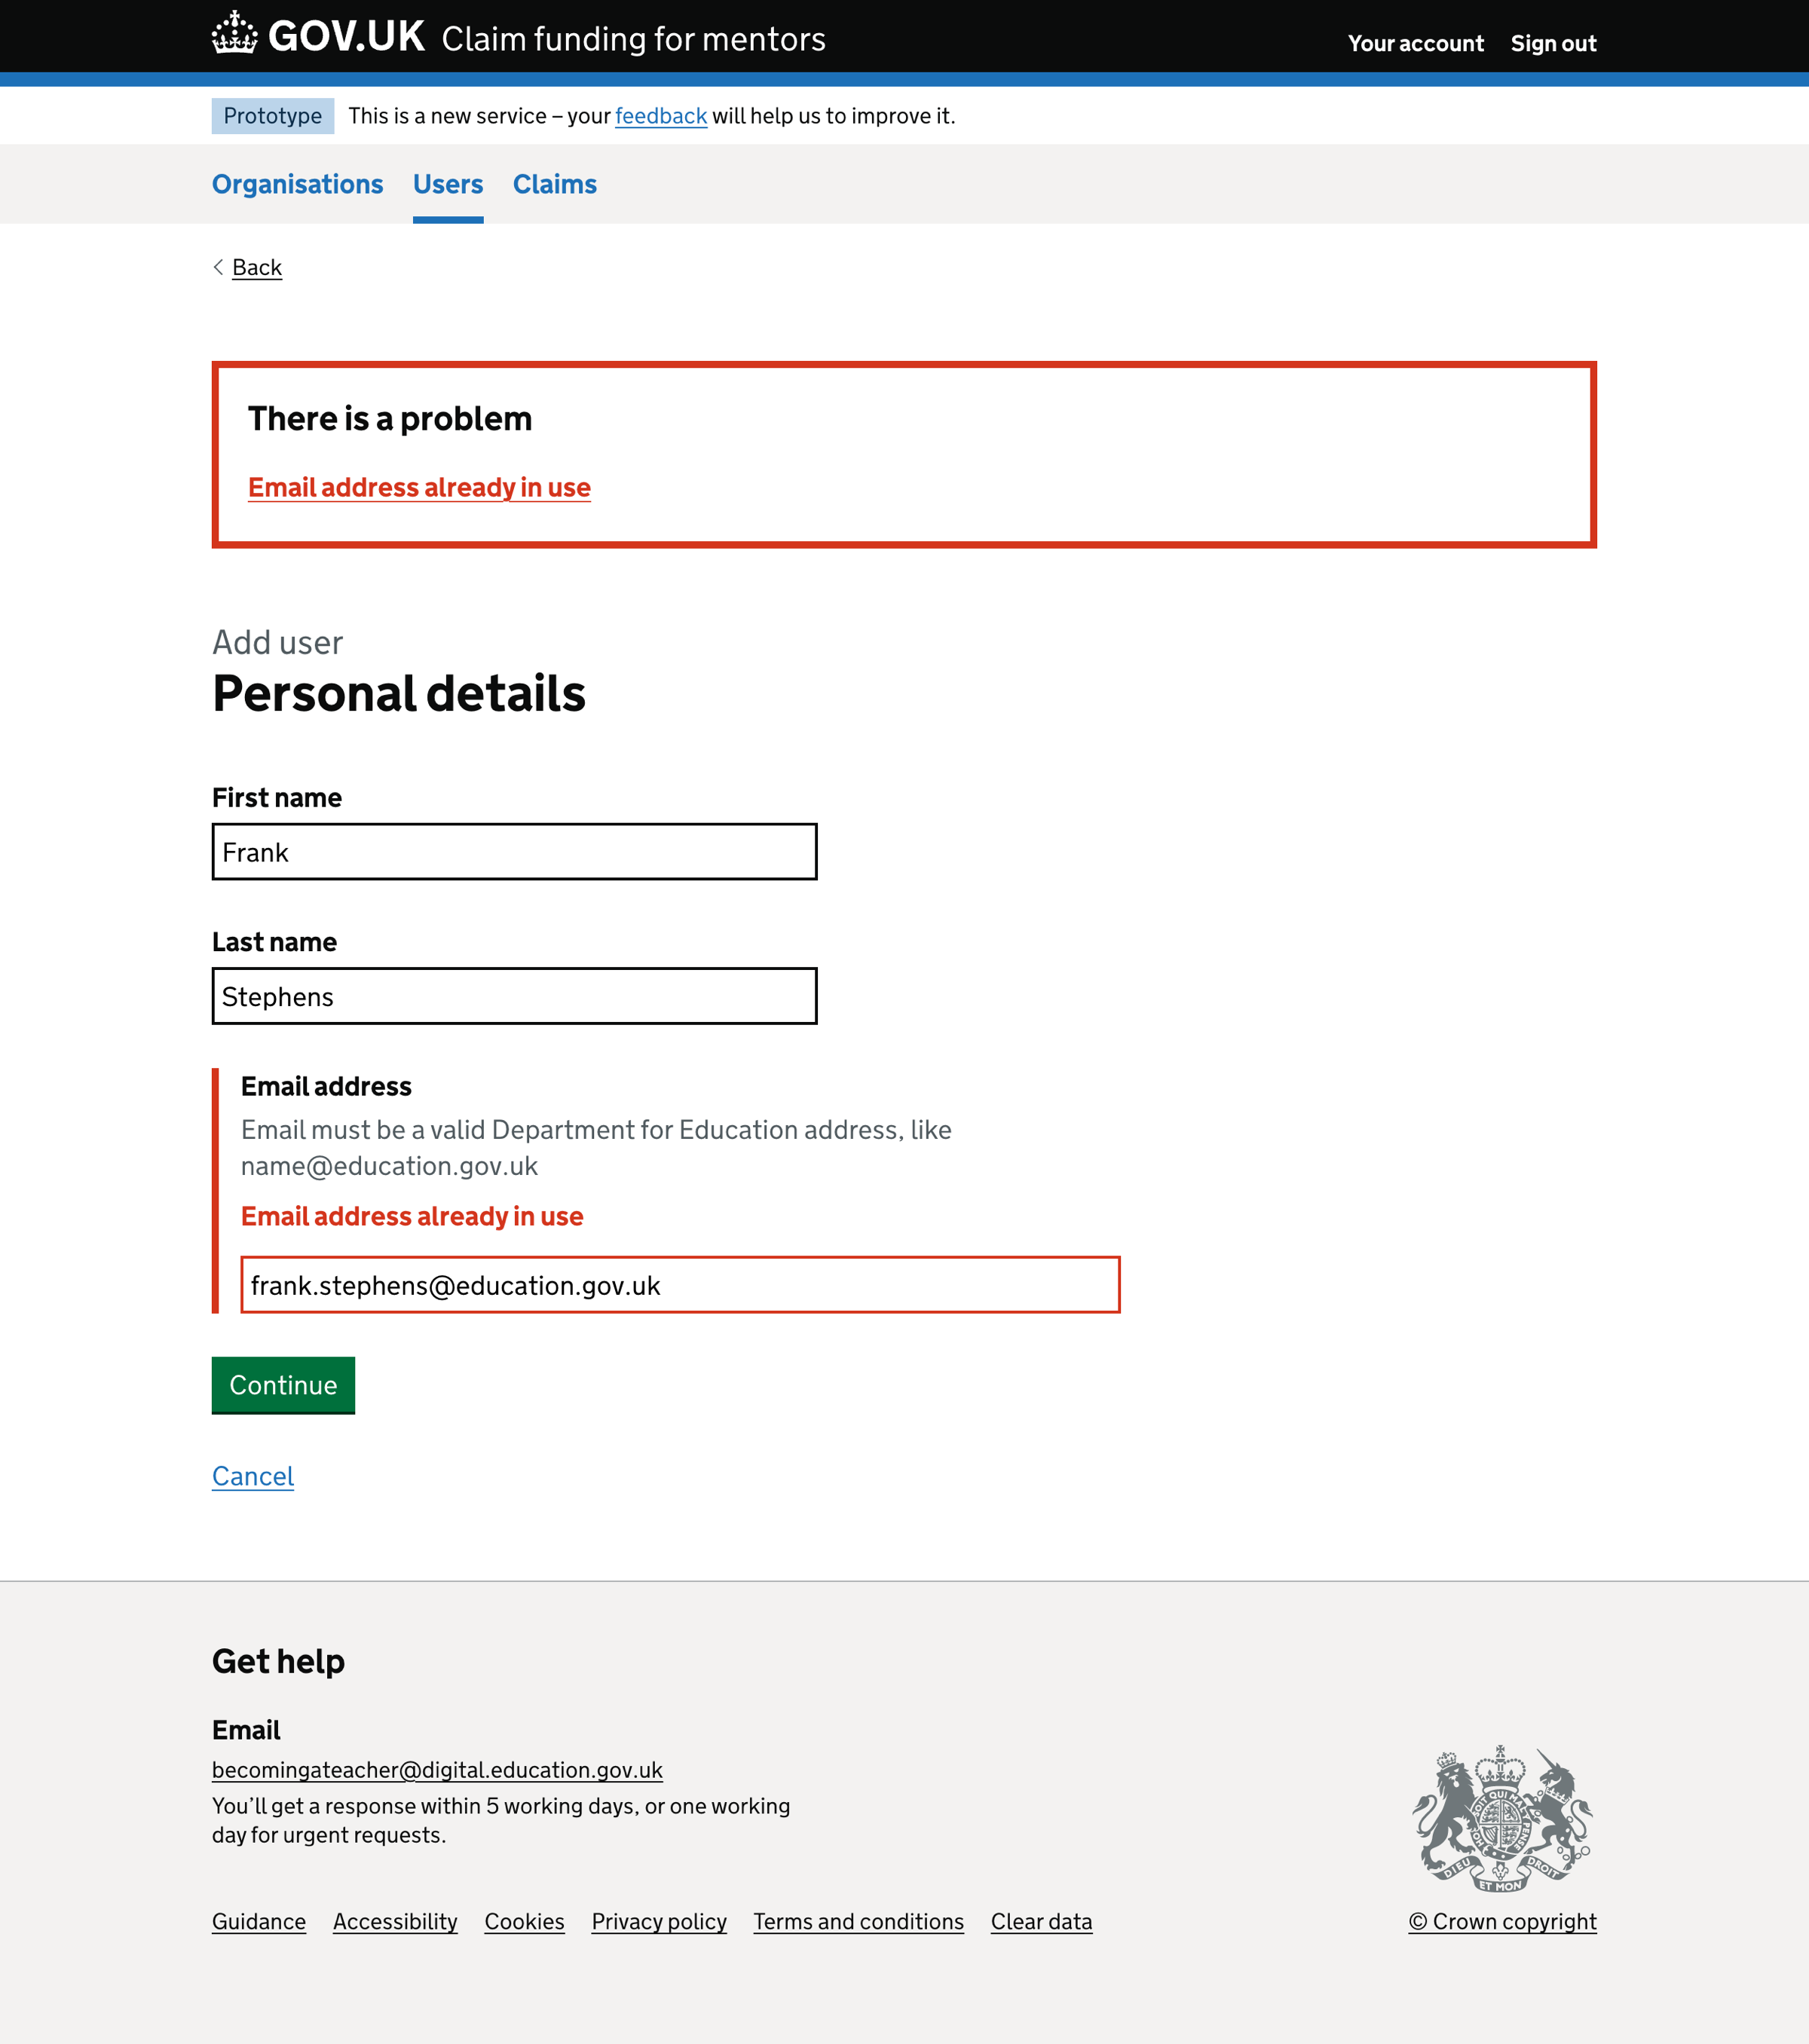 GOV.UK Claim funding for mentors Your account Sign out
Prototype This is a new service – your feedback will help us to improve it.
Organisations Users Claims
Back
There is a problem
Email address already in use
Add user
Personal details
First name
Frank
Last name
Stephens
Email address
Email must be a valid Department for Education address, like
name@education.gov.uk
Email address already in use
frank.stephens@education.gov.uk
Continue
Cancel
Get help
Email
becomingateacher@digital.education.gov.uk
You’ll get a response within 5 working days, or one working
day for urgent requests.
DIEU ET MON DROIT
Guidance Accessibility Cookies Privacy policy Terms and conditions Clear data © Crown copyright